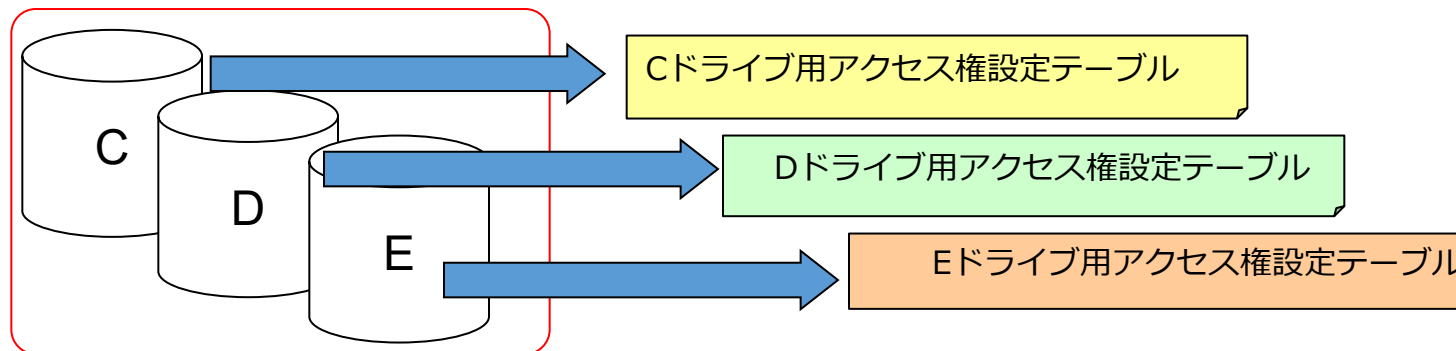 C
Cドライブ用アクセス権設定テーブル
D
Dドライブ用アクセス権設定テーブル
E
Eドライブ用アクセス権設定テーブル